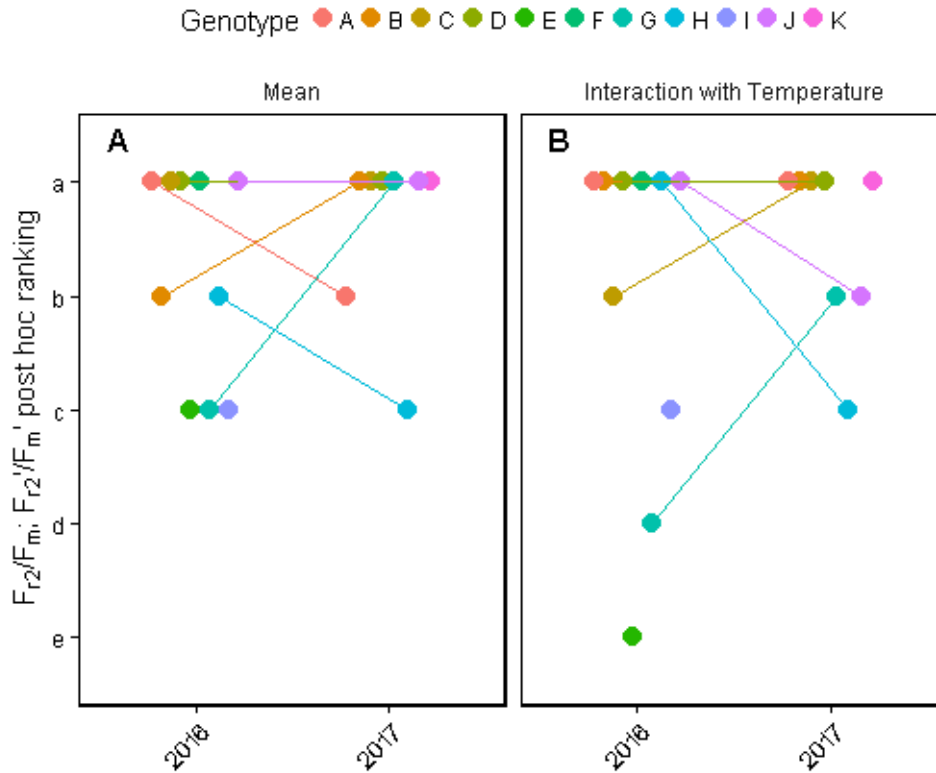 Genotype A B C D E F G H I J K
Mean
Interaction with Temperature
A
B
a
b
c
d
e
Fr2/Fm; Fr2'/Fm' post hoc ranking
2016
2017
2016
2017